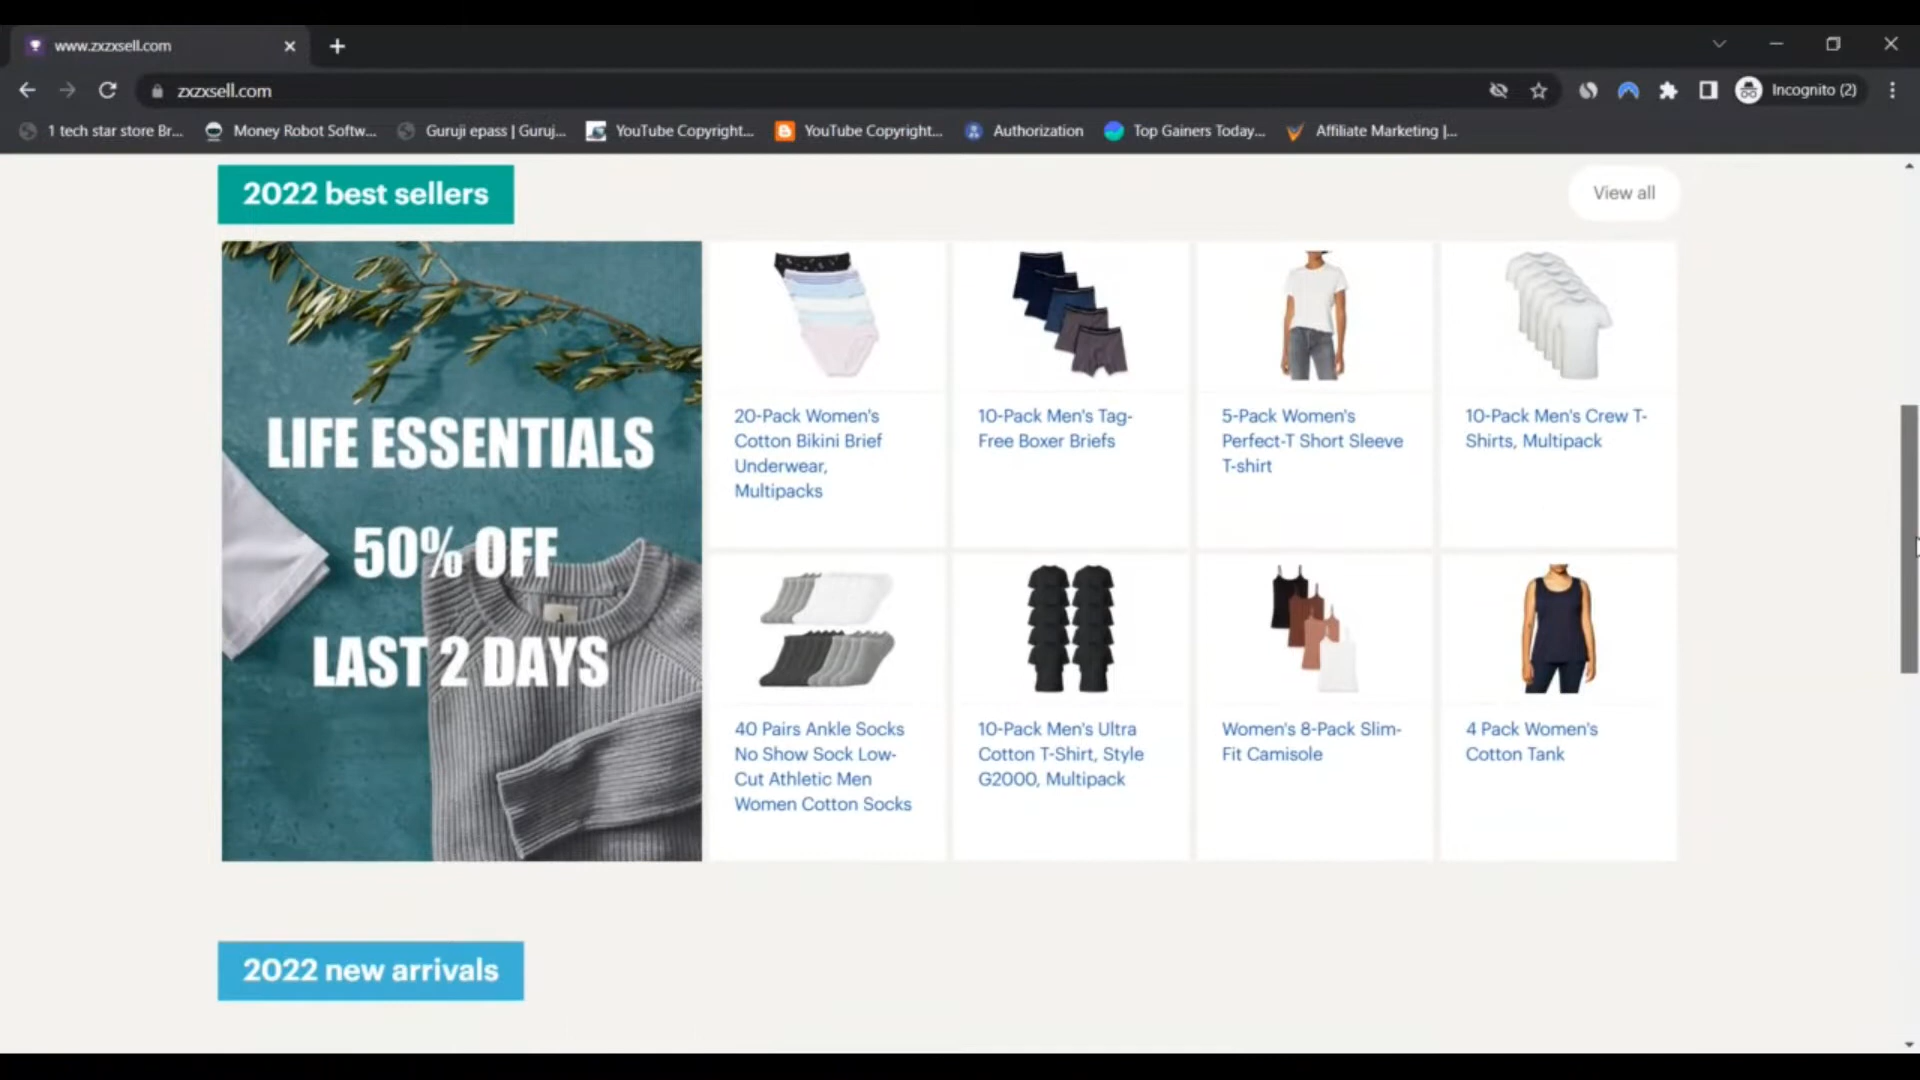 www.zxzxsell.com
zxzxsell.com
Incognito (2)
1 tech star store Br...
Money Robot Softw...
Guruji epass | Guruj...
YouTube Copyright...
YouTube Copyright...
Authorization
Top Gainers Today...
Affiliate Marketing |...
2022 best sellers
View all
LIFE ESSENTIALS
50% OFF
LAST 2 DAYS
20-Pack Women's
Cotton Bikini Brief
Underwear,
Multipacks
10-Pack Men's Tag-
Free Boxer Briefs
5-Pack Women's
Perfect-T Short Sleeve
T-shirt
10-Pack Men's Crew T-
Shirts, Multipack
40 Pairs Ankle Socks
No Show Sock Low-
Cut Athletic Men
Women Cotton Socks
10-Pack Men's Ultra
Cotton T-Shirt, Style
G2000, Multipack
Women's 8-Pack Slim-
Fit Camisole
4 Pack Women's
Cotton Tank
2022 new arrivals